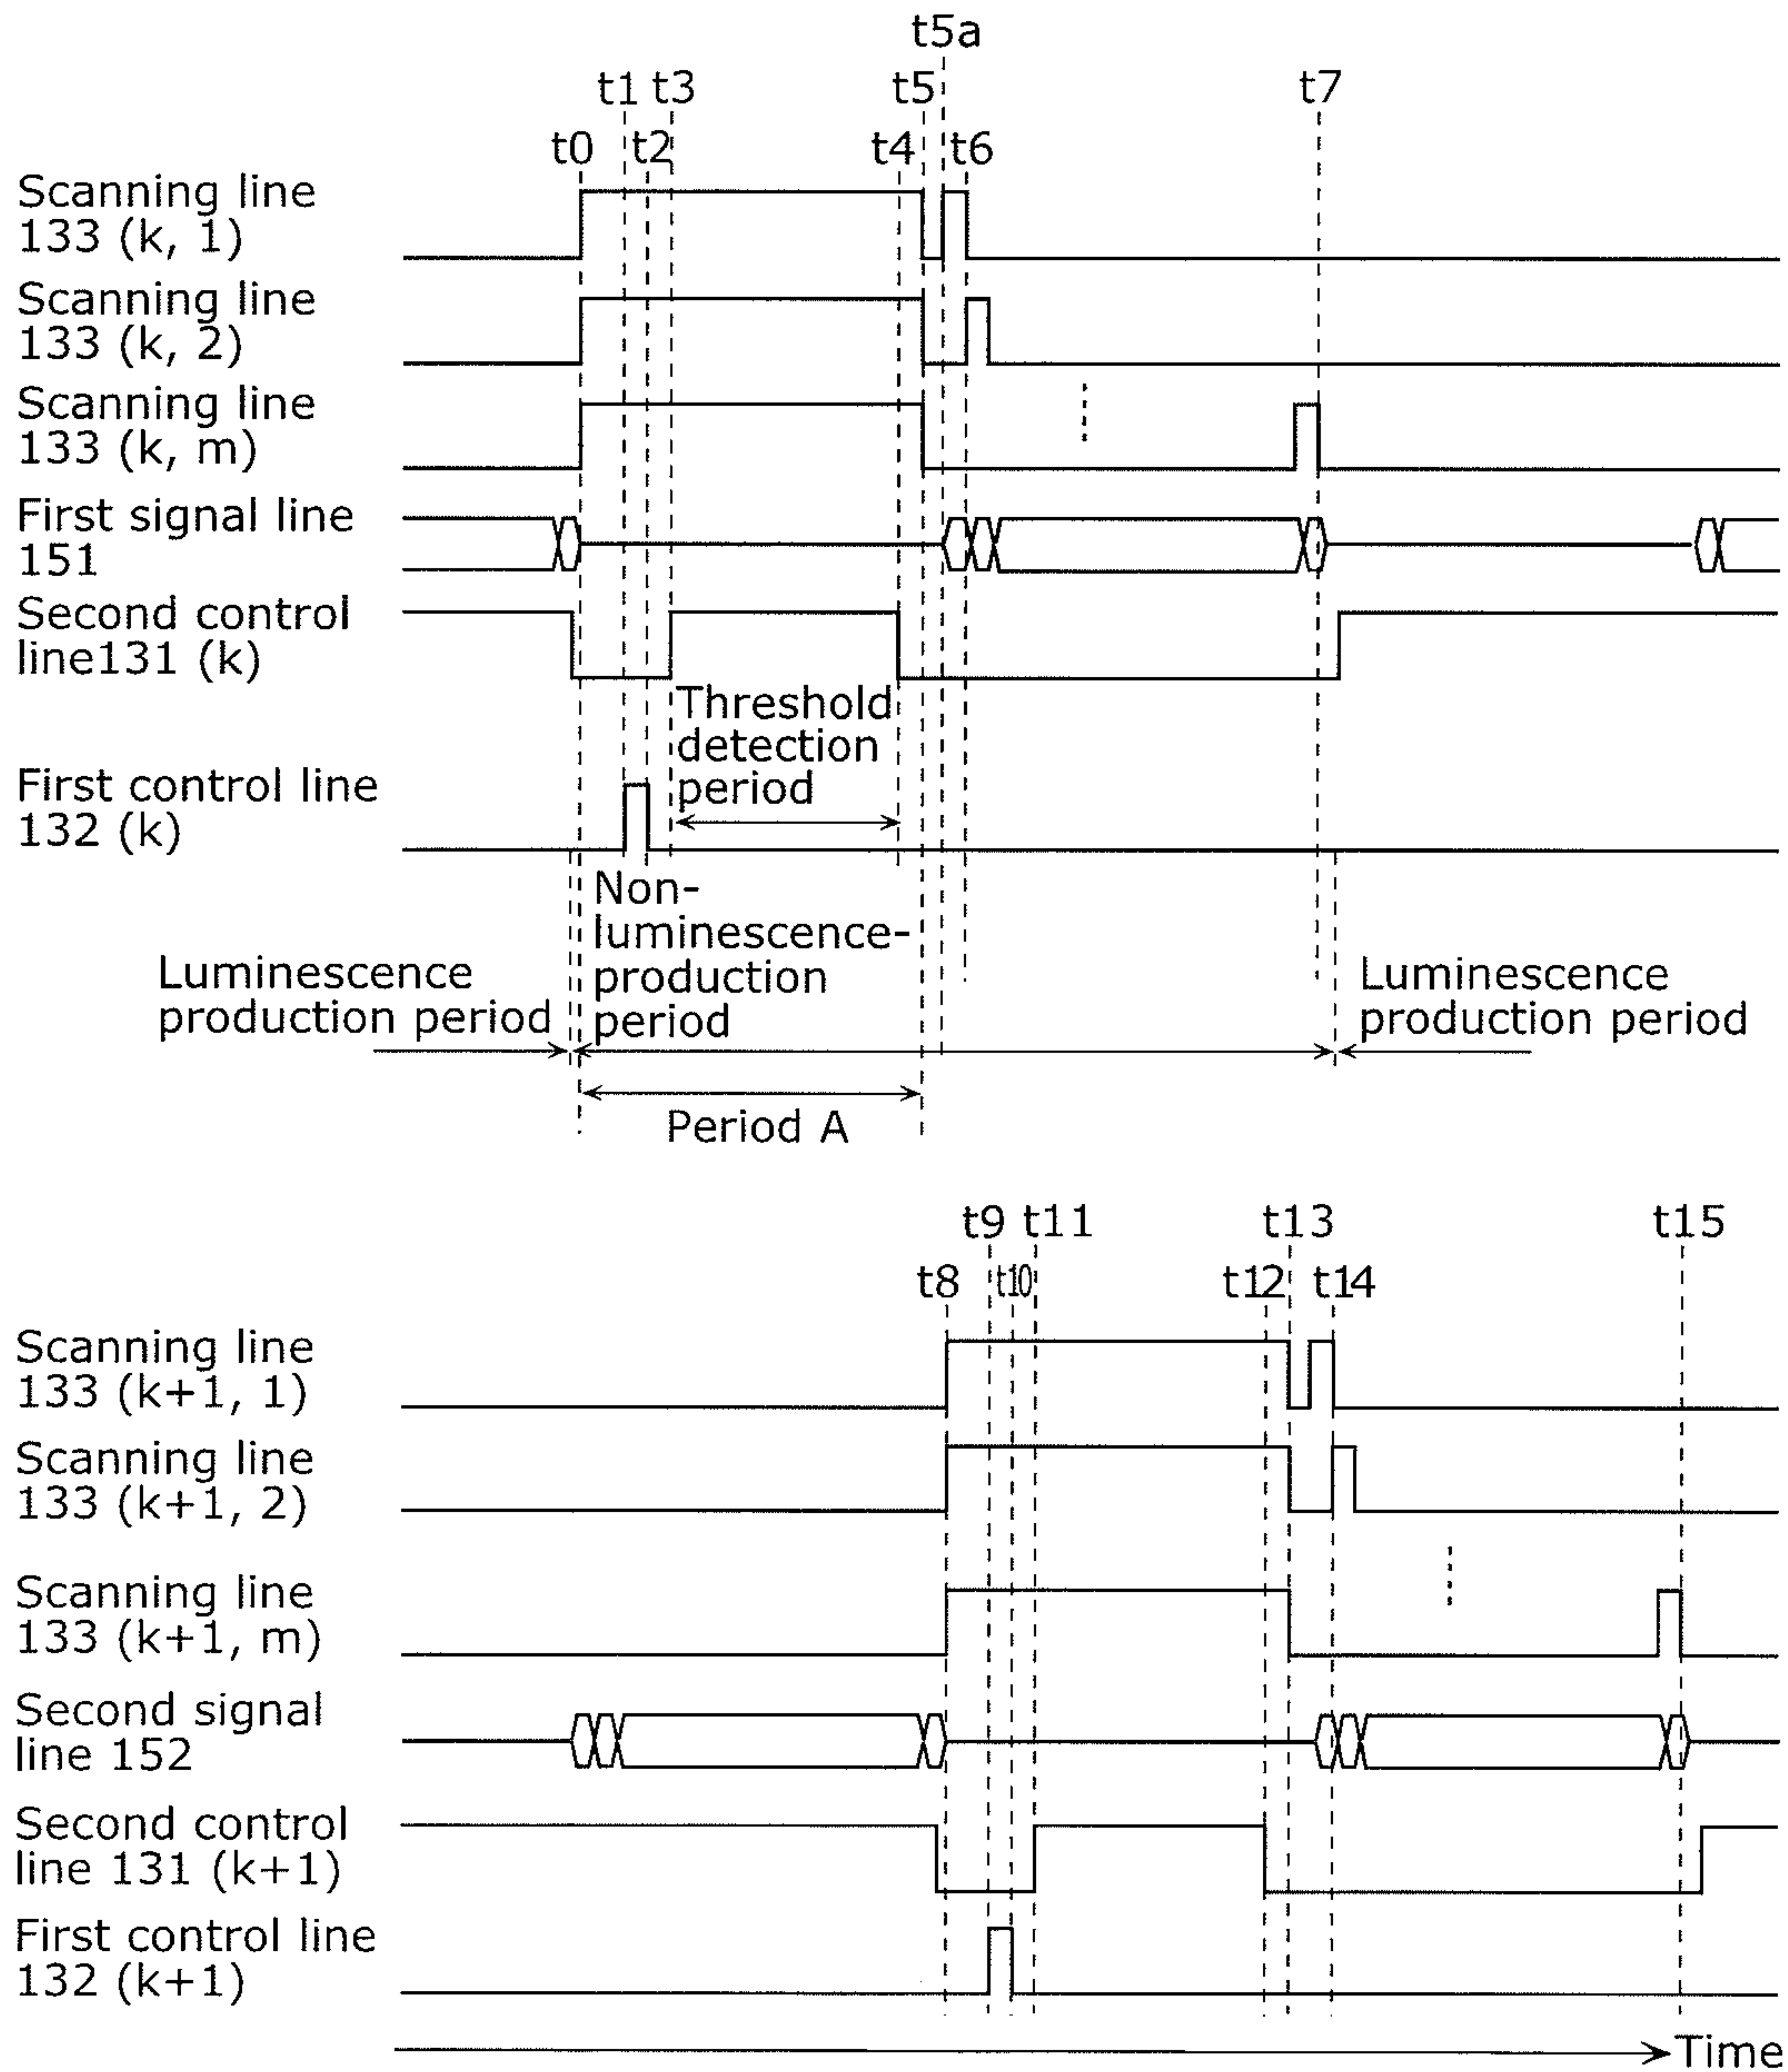 t5a
t1 t3 t5 t7
t0 t2 t4 t6
Scanning line
133 (k, 1)
Scanning line
133 (k, 2)
Scanning line
133 (k, m)
First signal line
151
Second control
line131 (k)
Threshold
detection
period
First control line
132 (k)
Non-
luminescence-
production
period
Luminescence
production period
Luminescence
production period
Period A
t9 t11 t13 t15
t8 t10 t12 t14
Scanning line
133 (k+1, 1)
Scanning line
133 (k+1, 2)
Scanning line
133 (k+1, m)
Second signal
line 152
Second control
line 131 (k+1)
First control line
132 (k+1)
Time